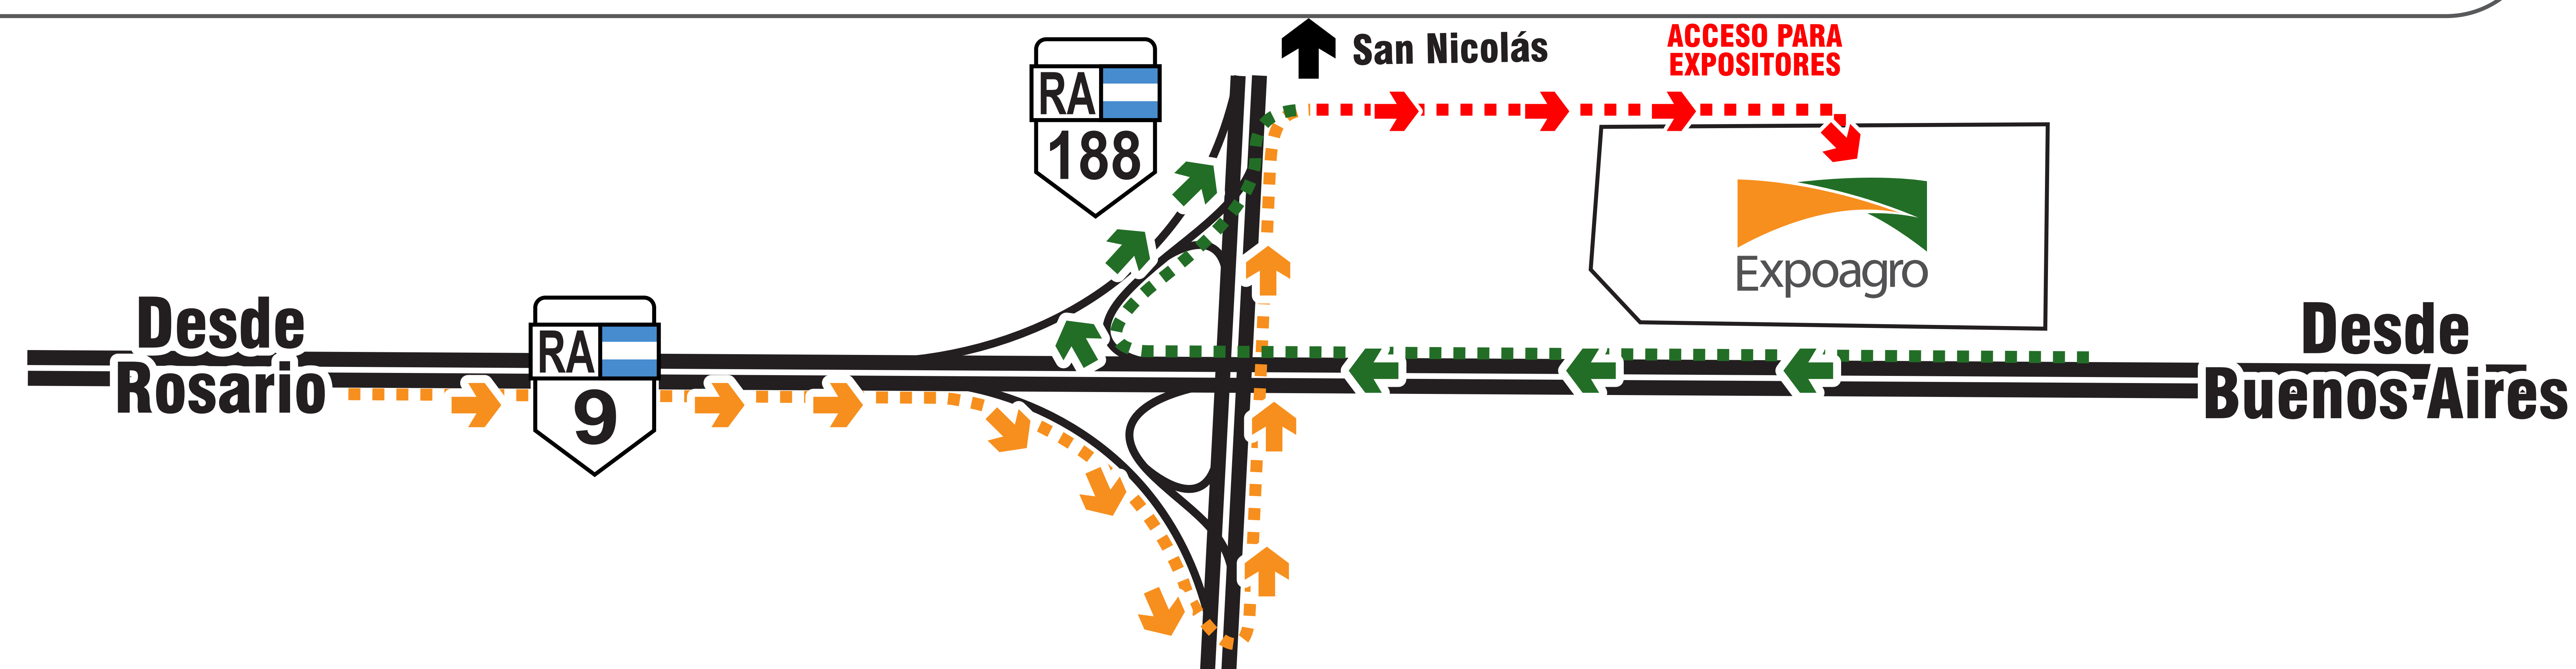 San Nicolás
ACCESO PARA
EXPOSITORES
RA
188
Expoagro
Desde
Rosario
RA
9
Desde
Buenos Aires